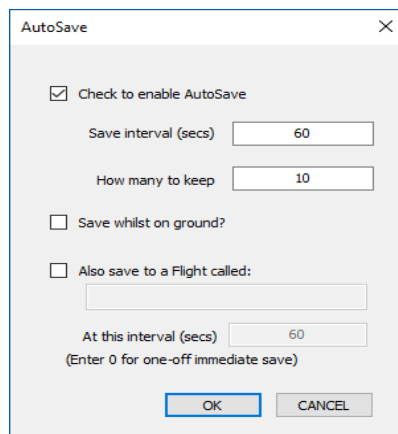 AutoSave
Check to enable AutoSave
Save interval (secs) 60
How many to keep 10
Save whilst on ground?
Also save to a Flight called:
At this interval (secs) 60
(Enter 0 for one-off immediate save)
OK CANCEL